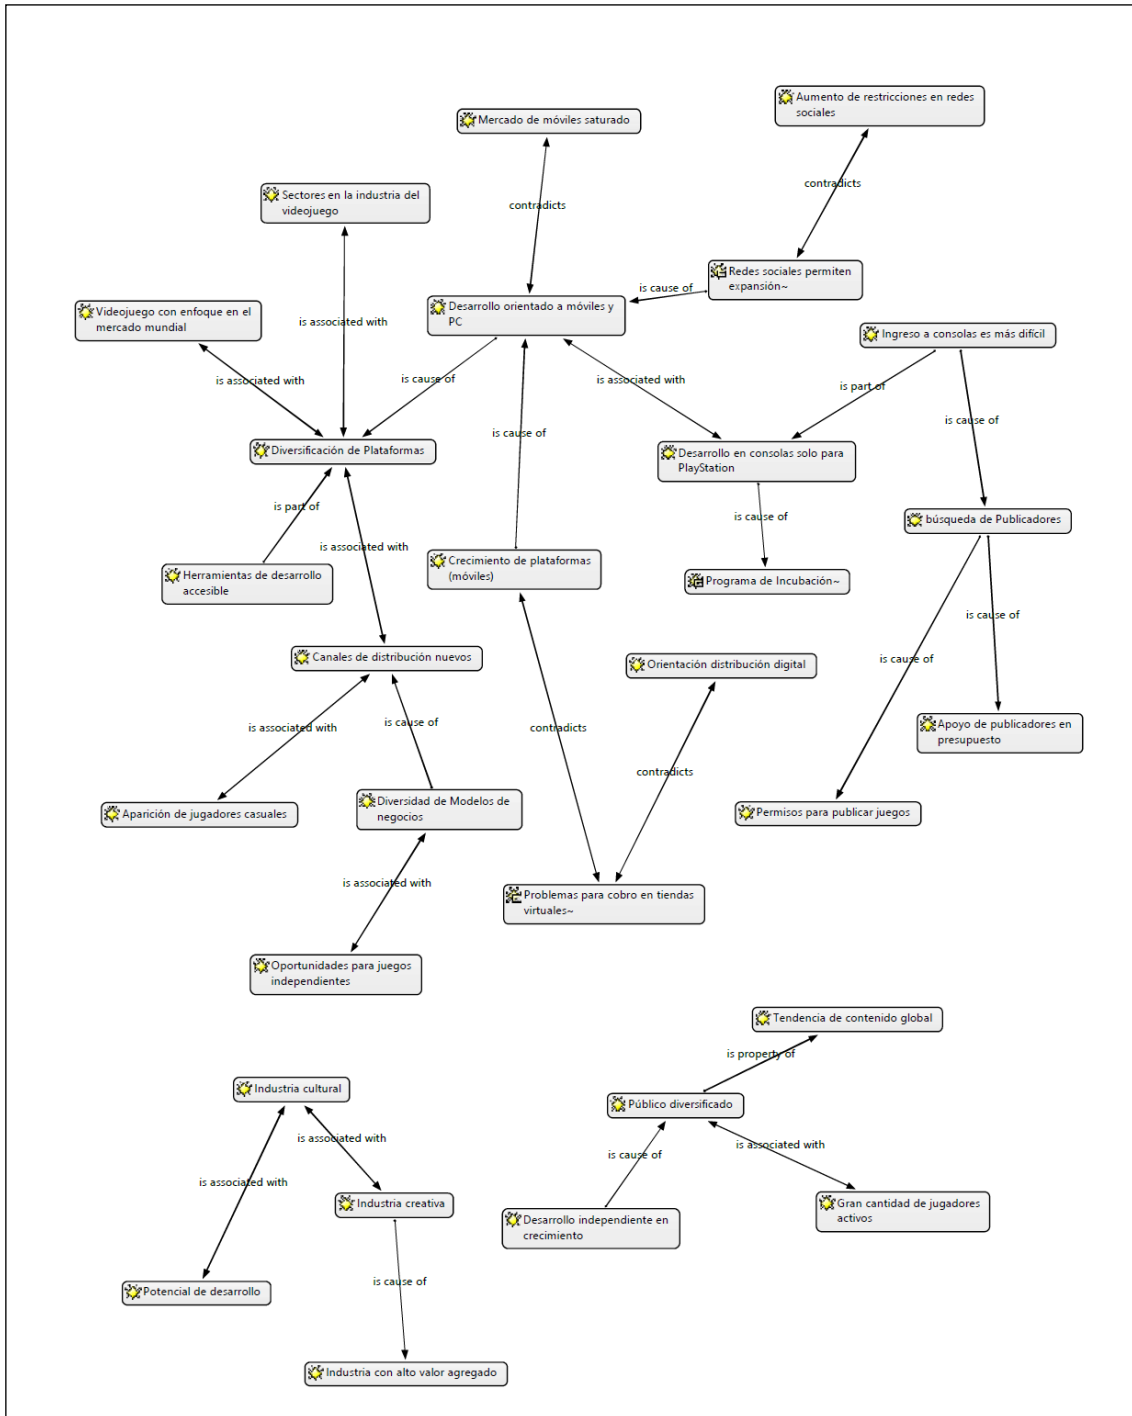 Aumento de restricciones en redes
sociales
Mercado de móviles saturado
contradicts
Sectores en la industria del
videojuego
contradicts
Redes sociales permiten
expansión~
is cause of
Desarrollo orientado a móviles y
PC
Videojuego con enfoque en el
mercado mundial
is associated with
Ingreso a consolas es más difícil
is associated with
is cause of
is associated with
is part of
is cause of
is cause of
Diversificación de Plataformas
Desarrollo en consolas solo para
PlayStation
is part of
is cause of
búsqueda de Publicadores
is associated with
Crecimiento de plataformas
(móviles)
Herramientas de desarrollo
accesible
Programa de Incubación~
is cause of
Canales de distribución nuevos
Orientación distribución digital
is cause of
is associated with
is cause of
contradicts
Apoyo de publicadores en
presupuesto
contradicts
Diversidad de Modelos de
negocios
Aparición de jugadores casuales
Permisos para publicar juegos
is associated with
Problemas para cobro en tiendas
virtuales~
Oportunidades para juegos
independientes
Tendencia de contenido global
is property of
Industria cultural
Público diversificado
is associated with
is associated with
is cause of
is associated with
Industria creativa
Gran cantidad de jugadores
activos
Desarrollo independiente en
crecimiento
is cause of
Potencial de desarrollo
Industria con alto valor agregado